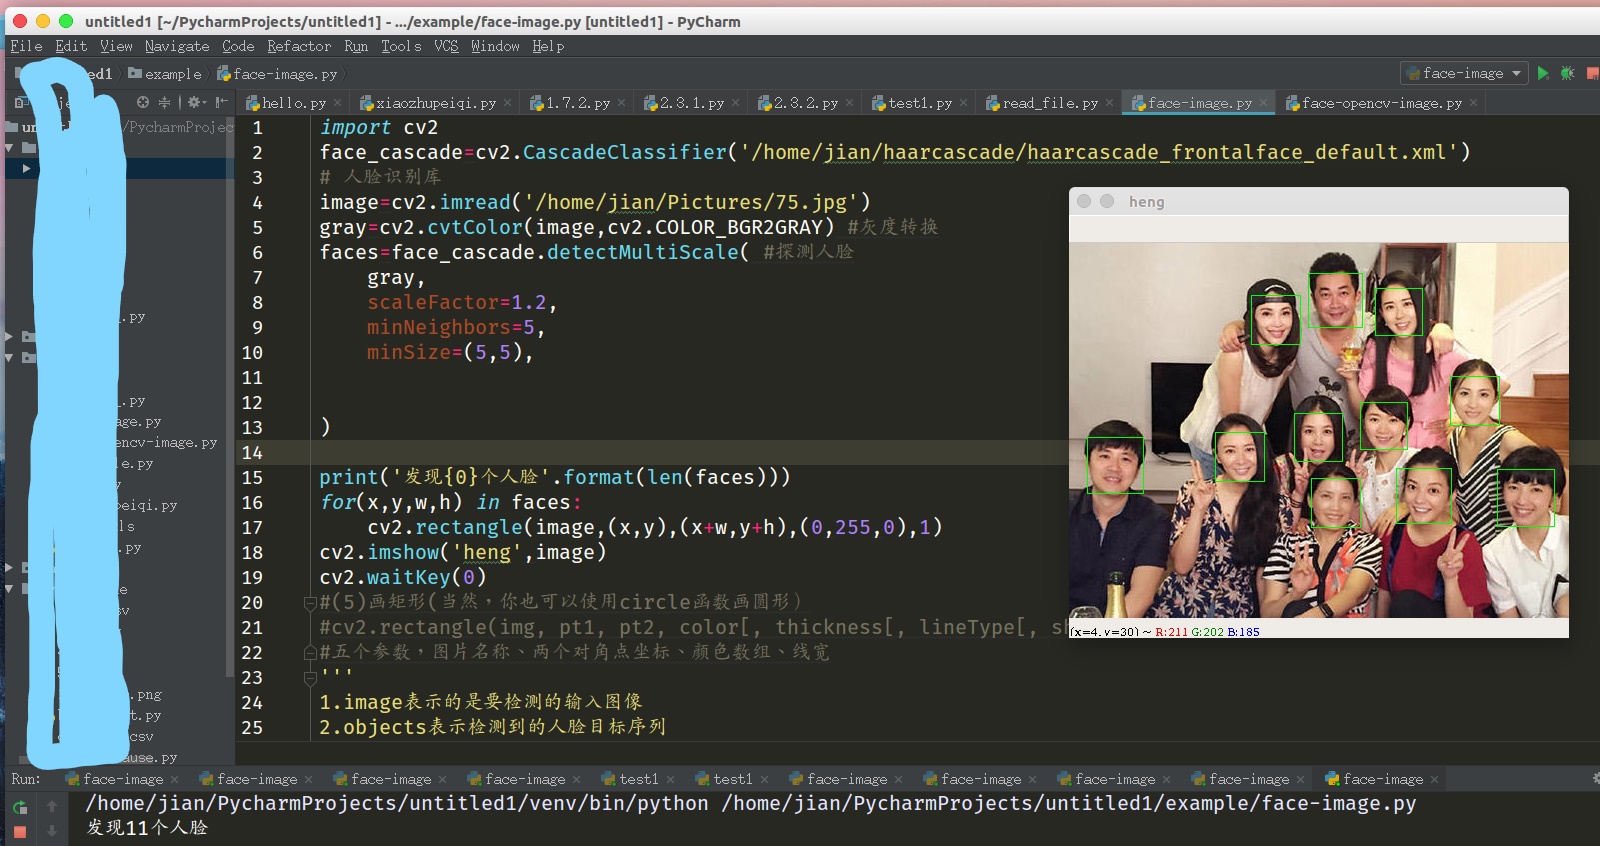 untitled1 [~/PycharmProjects/untitled1] - .../example/face-image.py [untitled1] - PyCharm
File Edit View Navigate Code Refactor Run Tools VCS Window Help
ed1 example face-image.py
face-image
hello.py xiaozhupeiqi.py 1.7.2.py 2.3.1.py 2.3.2.py test1.py read_file.py face-image.py face-opencv-image.py
/PycharmProjec
.py
.py
age.py
encv-image.py
le.py
y
peiqi.py
ls
.py
le
sv
.png
t.py
csv
ause.py
1 import cv2
2 face_cascade=cv2.CascadeClassifier('/home/jian/haarcascade/haarcascade_frontalface_default.xml')
3 # 人脸识别库
4 image=cv2.imread('/home/jian/Pictures/75.jpg')
5 gray=cv2.cvtColor(image,cv2.COLOR_BGR2GRAY) #灰度转换
6 faces=face_cascade.detectMultiScale( #探测人脸
7 gray,
8 scaleFactor=1.2,
9 minNeighbors=5,
10 minSize=(5,5),
11
12
13 )
14
15 print('发现{0}个人脸'.format(len(faces)))
16 for(x,y,w,h) in faces:
17 cv2.rectangle(image,(x,y),(x+w,y+h),(0,255,0),1)
18 cv2.imshow('heng',image)
19 cv2.waitKey(0)
20 #(5)画矩形(当然，你也可以使用circle函数画圆形）
21 #cv2.rectangle(img, pt1, pt2, color[, thickness[, lineType[, sh
22 #五个参数，图片名称、两个对角点坐标、颜色数组、线宽
23 '''
24 1.image表示的是要检测的输入图像
25 2.objects表示检测到的人脸目标序列
heng
(x=4, y=30) ~ R:211 G:202 B:185
Run: face-image face-image face-image face-image test1 test1 face-image face-image face-image face-image face-image
/home/jian/PycharmProjects/untitled1/venv/bin/python /home/jian/PycharmProjects/untitled1/example/face-image.py
发现11个人脸